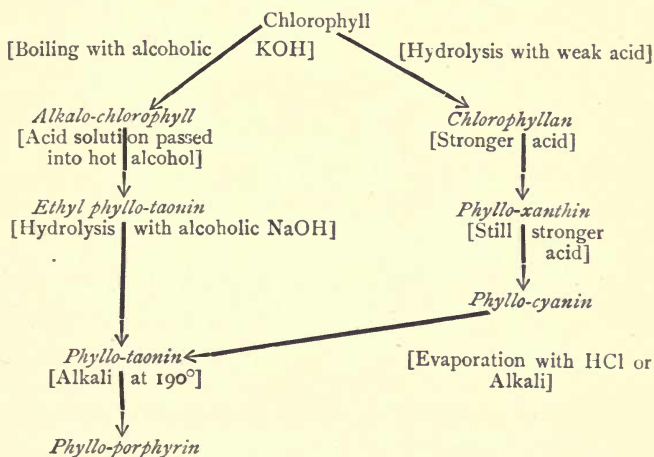 Chlorophyll
[Boiling with alcoholic KOH] [Hydrolysis with weak acid]
Alkalo-chlorophyll Chlorophyllan
[Acid solution passed [Stronger acid]
into hot alcohol]
Ethyl phyllo-taonin Phyllo-xanthin
[Hydrolysis with alcoholic NaOH] [Still stronger
acid]
Phyllo-cyanin
Phyllo-taonin [Evaporation with HCl or
[Alkali at 190°] Alkali]
Phyllo-porphyrin